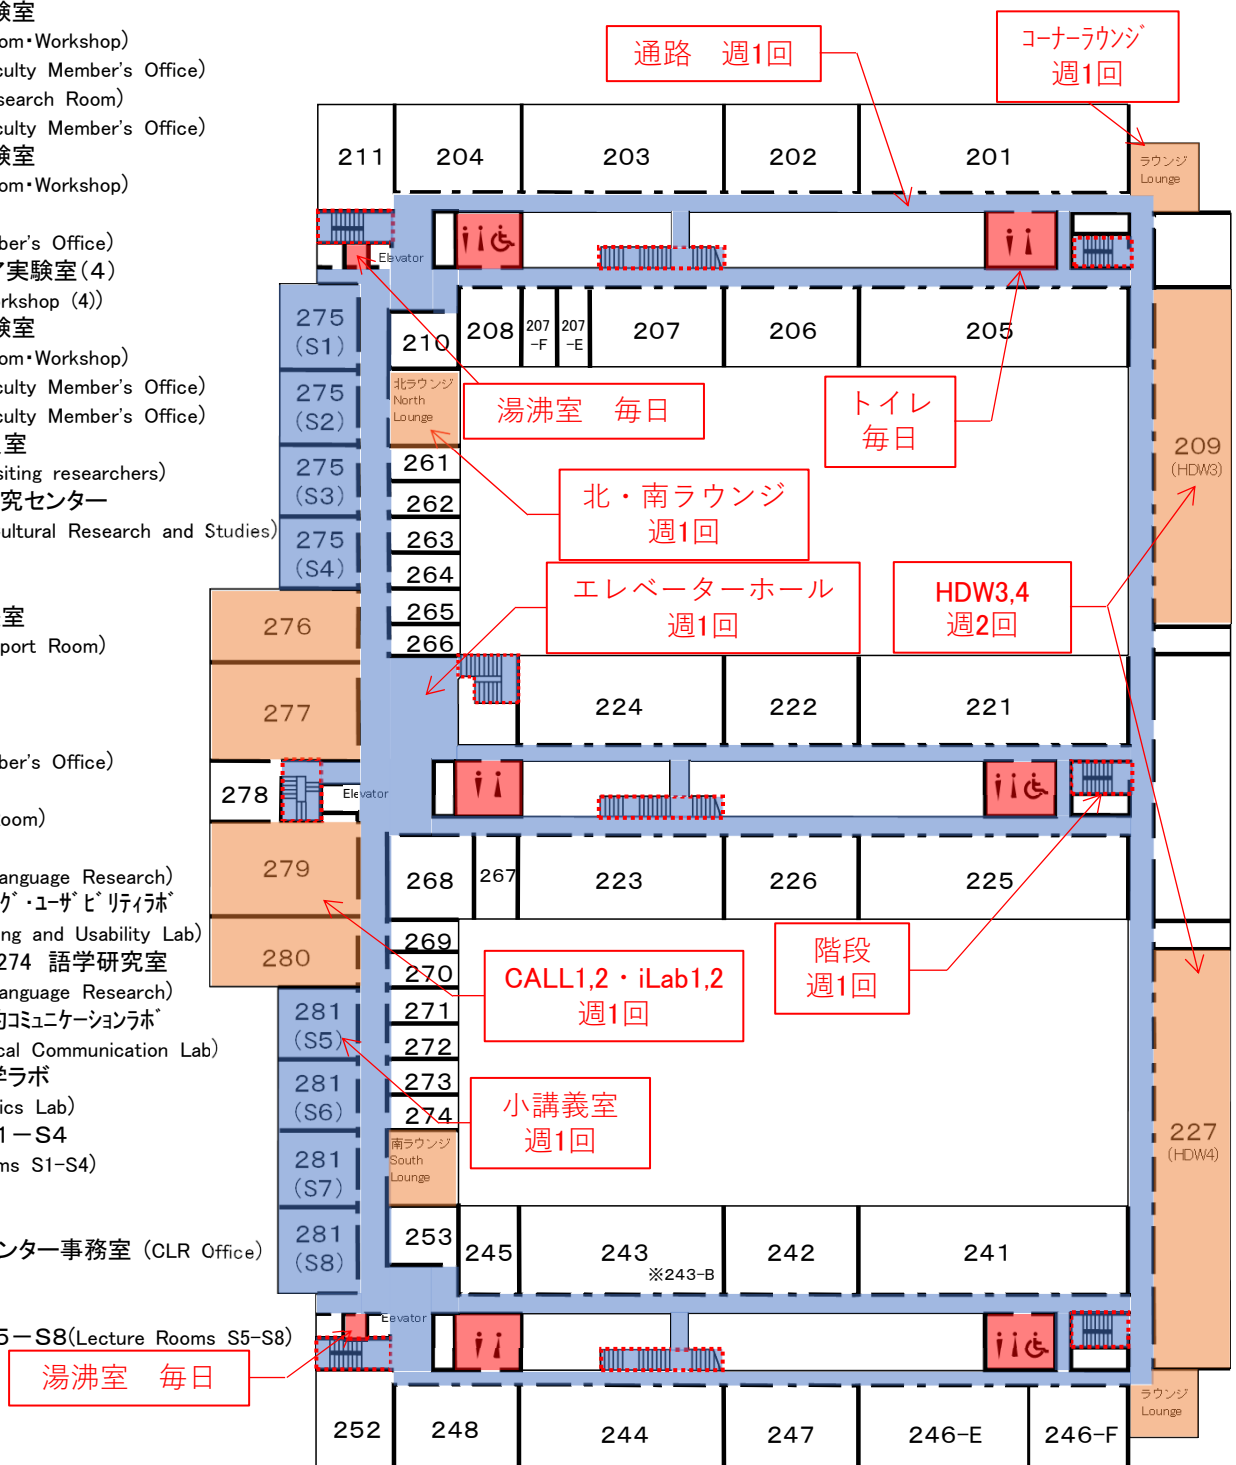 験室
om・Workshop)
culty Member's Office)
search Room)
culty Member's Office)
験室
om・Workshop)
ber's Office)
ア実験室(4)
orkshop (4))
験室
om・Workshop)
culty Member's Office)
culty Member's Office)
室
siting researchers)
究センター
cultural Research and Studies)
室
pport Room)
ber's Office)
Room)
anguage Research)
グ・ユーザビリティラボ
ing and Usability Lab)
274 語学研究室
anguage Research)
的コミュニケーションラボ
cal Communication Lab)
学ラボ
ics Lab)
1-S4
ms S1-S4)
ンター事務室 (CLR Office)
5-S8(Lecture Rooms S5-S8)
通路 週1回
コーナーラウンジ
週1回
211
204
203
202
201
ラウンジ
Lounge
Elevator
275
(S1)
210
208
207
-F
207
-E
207
206
205
275
(S2)
北ラウンジ
North
Lounge
湯沸室 毎日
トイレ
毎日
209
(HDW3)
275
(S3)
261
262
北・南ラウンジ
週1回
275
(S4)
263
264
265
266
エレベーターホール
週1回
HDW3,4
週2回
276
277
224
222
221
278
Elevator
279
268
267
223
226
225
280
269
270
CALL1,2・iLab1,2
週1回
階段
週1回
281
(S5)
271
272
281
(S6)
273
274
小講義室
週1回
281
(S7)
南ラウンジ
South
Lounge
227
(HDW4)
281
(S8)
253
245
243
※243-B
242
241
Eevator
湯沸室 毎日
252
248
244
247
246-E
246-F
ラウンジ
Lounge